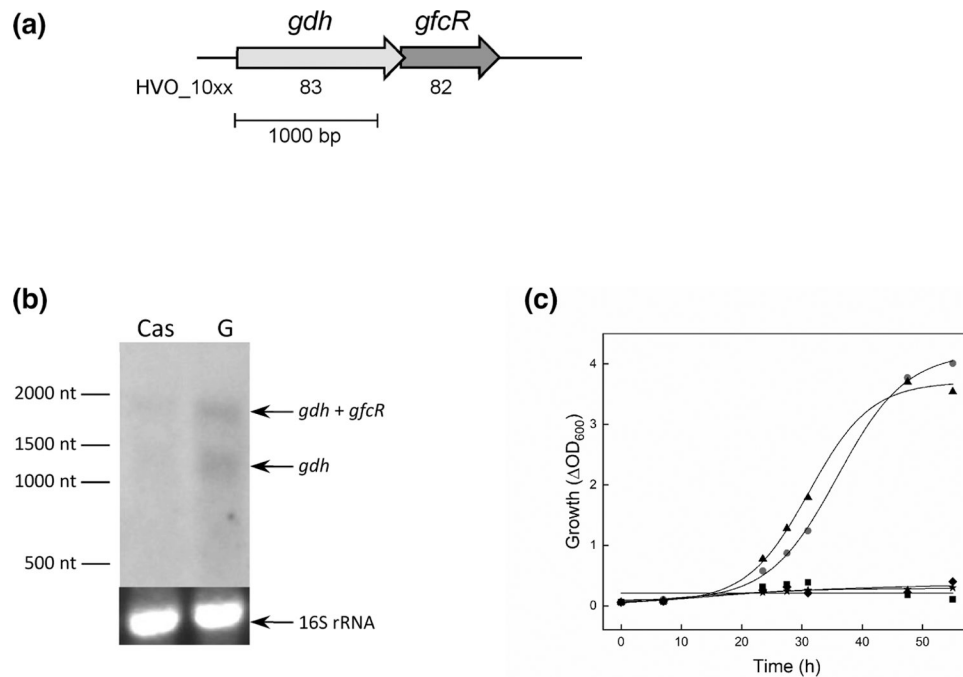 (a)
gdh gfcR
HVO_10xx 83 82
1000 bp
(b)
Cas G
2000 nt
gdh + gfcR
1500 nt
gdh
1000 nt
500 nt
16S rRNA
(c)
4
3
2
1
0
Growth (ΔOD₆₀₀)
0 10 20 30 40 50
Time (h)